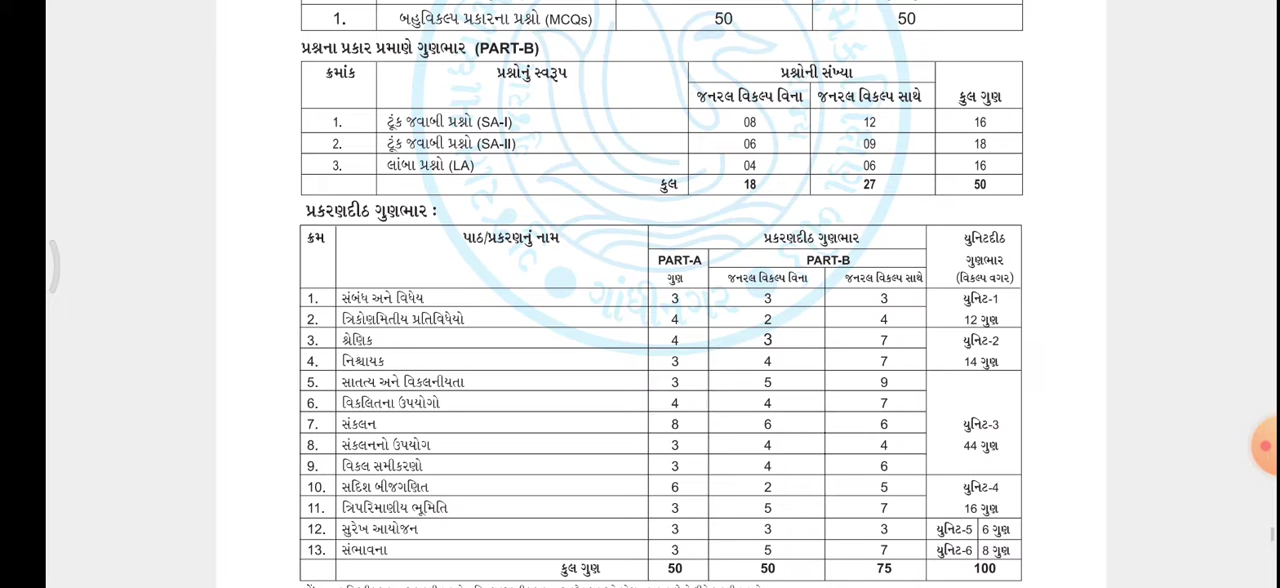 1. બહુવિકલ્પ પ્રકારના પ્રશ્નો (MCQs) 50 50
પ્રશ્નના પ્રકાર પ્રમાણે ગુણભાર (PART-B)
ક્રમાંક પ્રશ્નોનું સ્વરૂપ પ્રશ્નોની સંખ્યા
જનરલ વિકલ્પ વિના જનરલ વિકલ્પ સાથે કુલ ગુણ
1. ટૂંક જવાબી પ્રશ્નો (SA-I) 08 12 16
2. ટૂંક જવાબી પ્રશ્નો (SA-II) 06 09 18
3. લાંબા પ્રશ્નો (LA) 04 06 16
કુલ 18 27 50
પ્રકરણદીઠ ગુણભાર :
ક્રમ પાઠ/પ્રકરણનું નામ પ્રકરણદીઠ ગુણભાર યુનિટદીઠ
PART-A PART-B ગુણભાર
ગુણ જનરલ વિકલ્પ વિના જનરલ વિકલ્પ સાથે (વિકલ્પ વગર)
1. સંબંધ અને વિધેય 3 3 3 યુનિટ-1
2. ત્રિકોણમિતીય પ્રતિવિધેયો 4 2 4 12 ગુણ
3. શ્રેણિક 4 3 7 યુનિટ-2
4. નિશ્ચાયક 3 4 7 14 ગુણ
5. સાતત્ય અને વિકલનીયતા 3 5 9
6. વિકલિતના ઉપયોગો 4 4 7
7. સંકલન 8 6 6 યુનિટ-3
8. સંકલનનો ઉપયોગ 3 4 4 44 ગુણ
9. વિકલ સમીકરણો 3 4 6
10. સદિશ બીજગણિત 6 2 5 યુનિટ-4
11. ત્રિપરિમાણીય ભૂમિતિ 3 5 7 16 ગુણ
12. સુરેખ આયોજન 3 3 3 યુનિટ-5 6 ગુણ
13. સંભાવના 3 5 7 યુનિટ-6 8 ગુણ
કુલ ગુણ 50 50 75 100
ગાંધીનગર